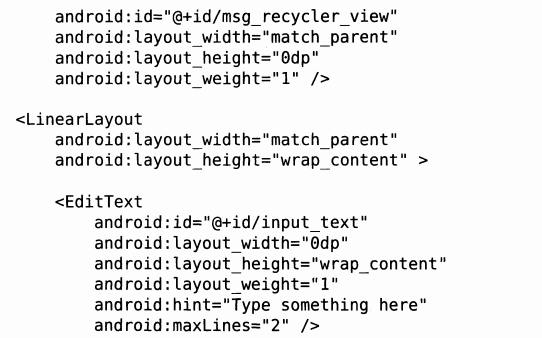 android:id="@+id/msg_recycler_view"
android:layout_width="match_parent"
android:layout_height="0dp"
android:layout_weight="1" />
<LinearLayout
android:layout_width="match_parent"
android:layout_height="wrap_content" >
<EditText
android:id="@+id/input_text"
android:layout_width="0dp"
android:layout_height="wrap_content"
android:layout_weight="1"
android:hint="Type something here"
android:maxLines="2" />